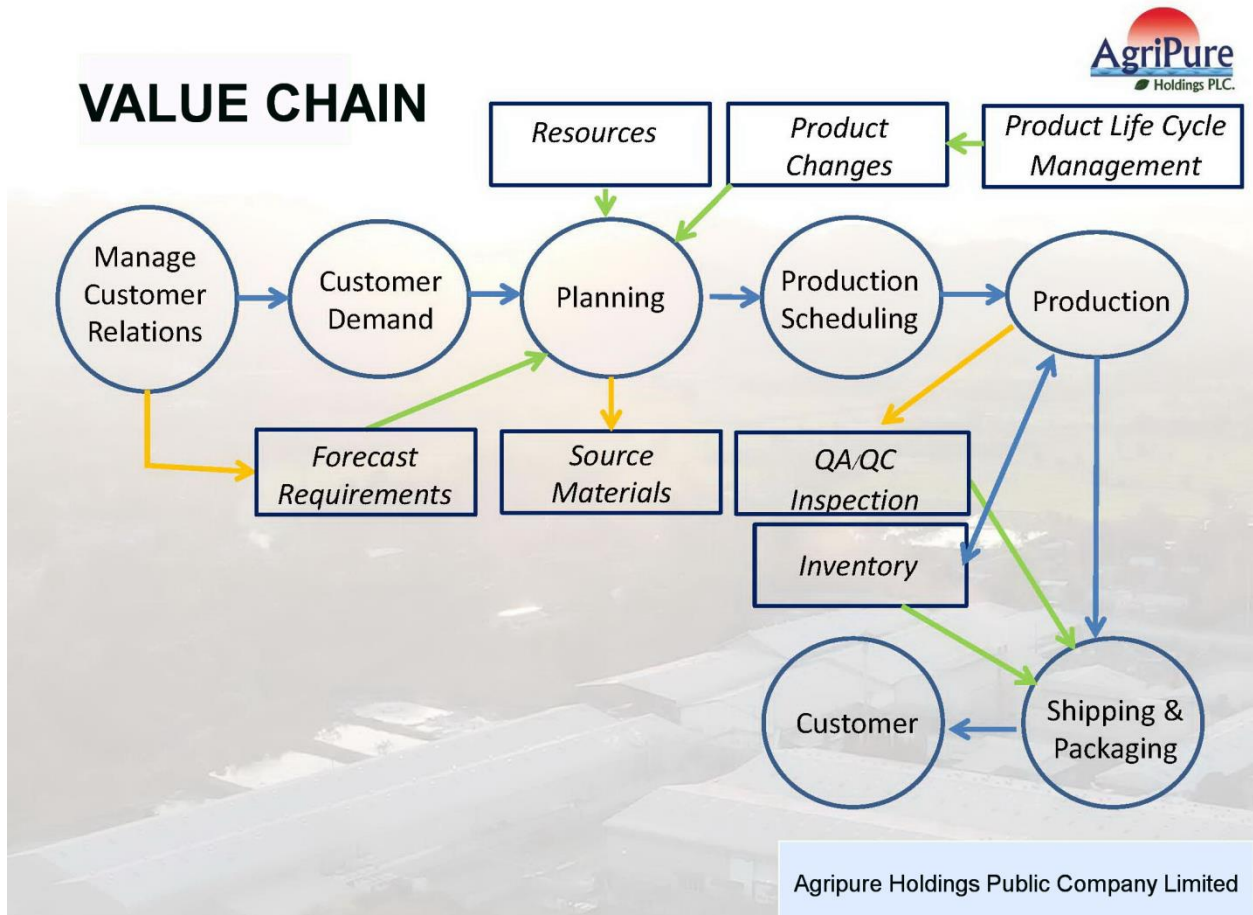 AgriPure
Holdings PLC.
VALUE CHAIN
Resources
Product
Changes
Product Life Cycle
Management
Manage
Customer
Relations
Customer
Demand
Planning
Production
Scheduling
Production
Forecast
Requirements
Source
Materials
QA/QC
Inspection
Inventory
Customer
Shipping &
Packaging
Agripure Holdings Public Company Limited